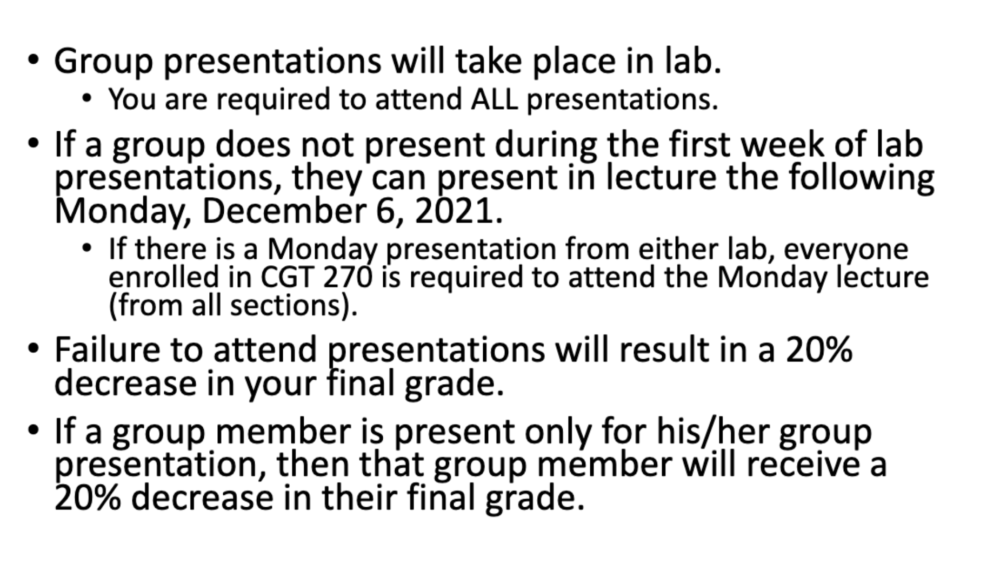 • Group presentations will take place in lab.
• You are required to attend ALL presentations.
• If a group does not present during the first week of lab
presentations, they can present in lecture the following
Monday, December 6, 2021.
• If there is a Monday presentation from either lab, everyone
enrolled in CGT 270 is required to attend the Monday lecture
(from all sections).
• Failure to attend presentations will result in a 20%
decrease in your final grade.
• If a group member is present only for his/her group
presentation, then that group member will receive a
20% decrease in their final grade.